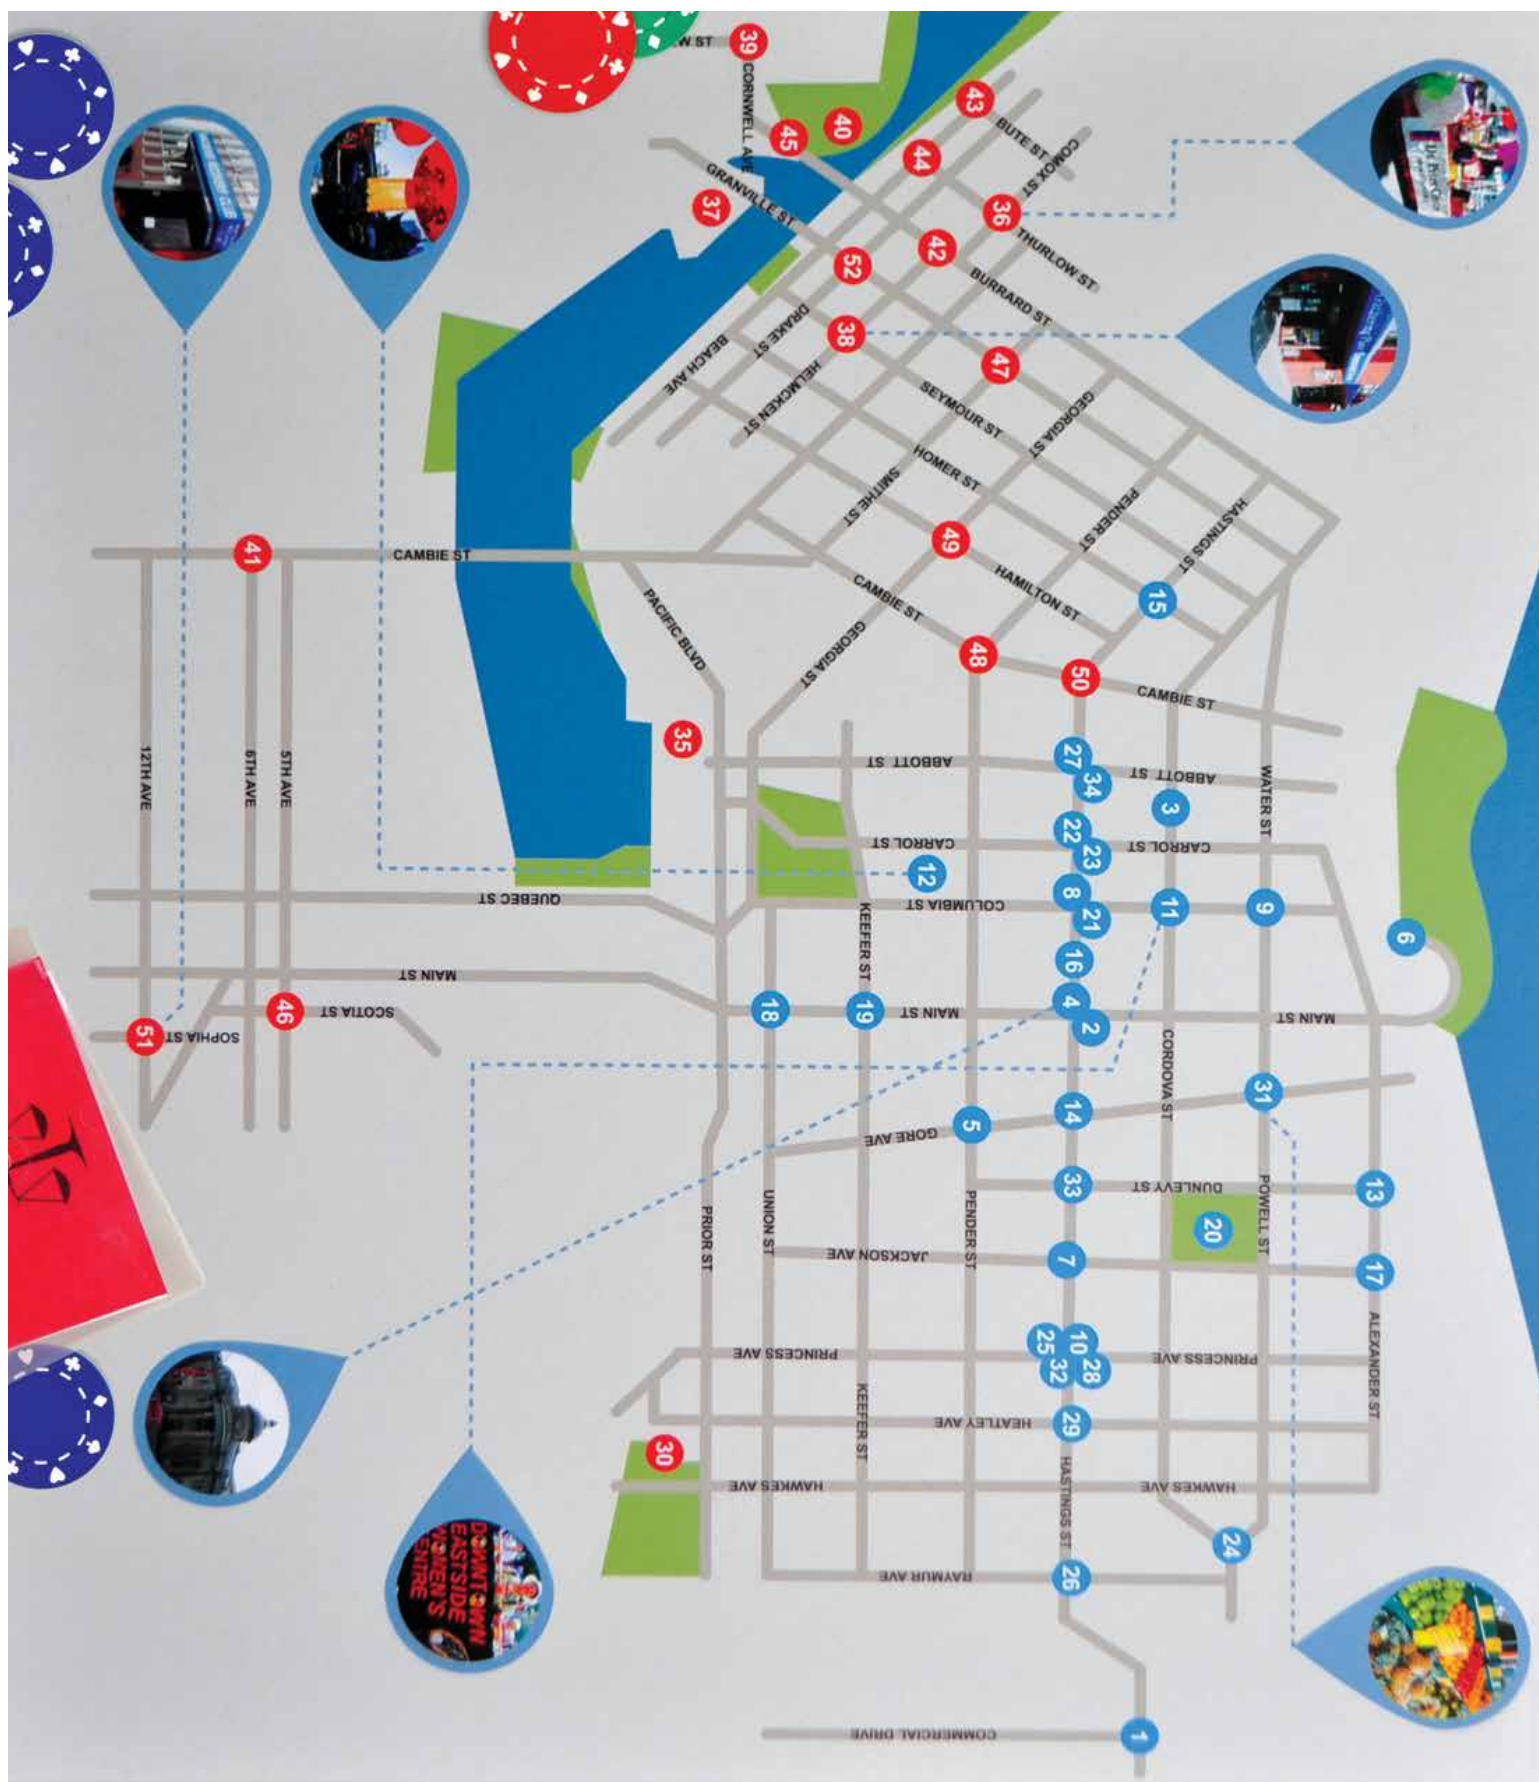 39
W ST
CORNWELL AVE
40
45
43
BUTE ST
COMOX ST
44
36
THURLOW ST
37
GRANVILLE ST
52
42
BURRARD ST
38
DRAKE ST
BEACH AVE
HELMCKEN ST
47
SEYMOUR ST
GEORGIA ST
HOMER ST
SMITHE ST
PENDER ST
HASTINGS ST
49
HAMILTON ST
15
41
CAMBIE ST
CAMBIE ST
PACIFIC BLVD
GEORGIA ST
48
50
CAMBIE ST
35
ABBOTT ST
27
34
ABBOTT ST
3
WATER ST
12TH AVE
6TH AVE
5TH AVE
CARROL ST
22
23
CARROL ST
12
QUEBEC ST
COLUMBIA ST
8
21
11
9
6
KEEFER ST
16
MAIN ST
46
SCOTIA ST
51
SOPHIA ST
18
19
MAIN ST
4
2
MAIN ST
CORDOVA ST
31
14
5
GORE AVE
33
DUNLEVY ST
13
PRIOR ST
UNION ST
PENDER ST
20
POWELL ST
JACKSON AVE
7
17
10
25
28
32
PRINCESS AVE
PRINCESS AVE
ALEXANDER ST
KEEFER ST
HEATLEY AVE
29
30
HAWKES AVE
HASTINGS ST
HAWKES AVE
24
RAYMUR AVE
26
DOWNTOWN
EASTSIDE
WOMEN'S
CENTRE
COMMERCIAL DRIVE
1